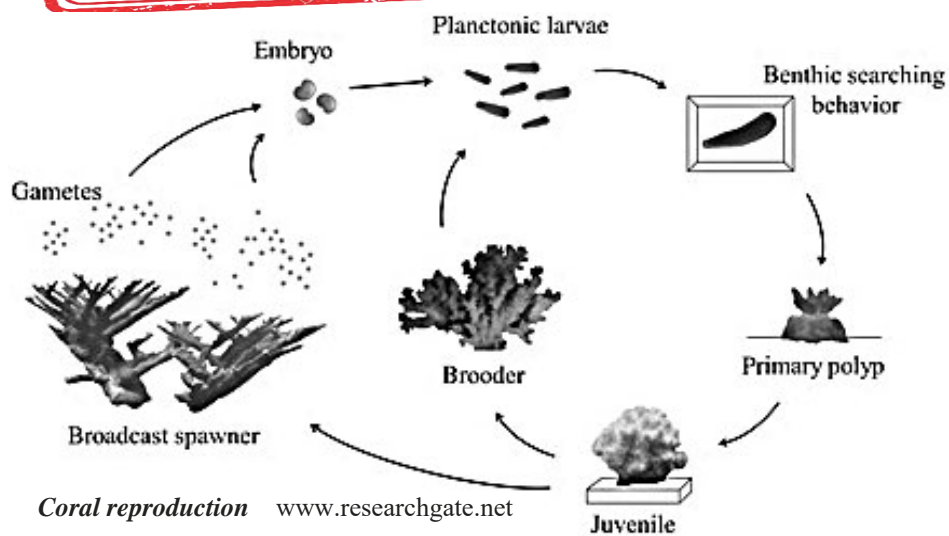 Planctonic larvae
Embryo
Benthic searching
behavior
Gametes
Primary polyp
Brooder
Broadcast spawner
Juvenile
Coral reproduction www.researchgate.net